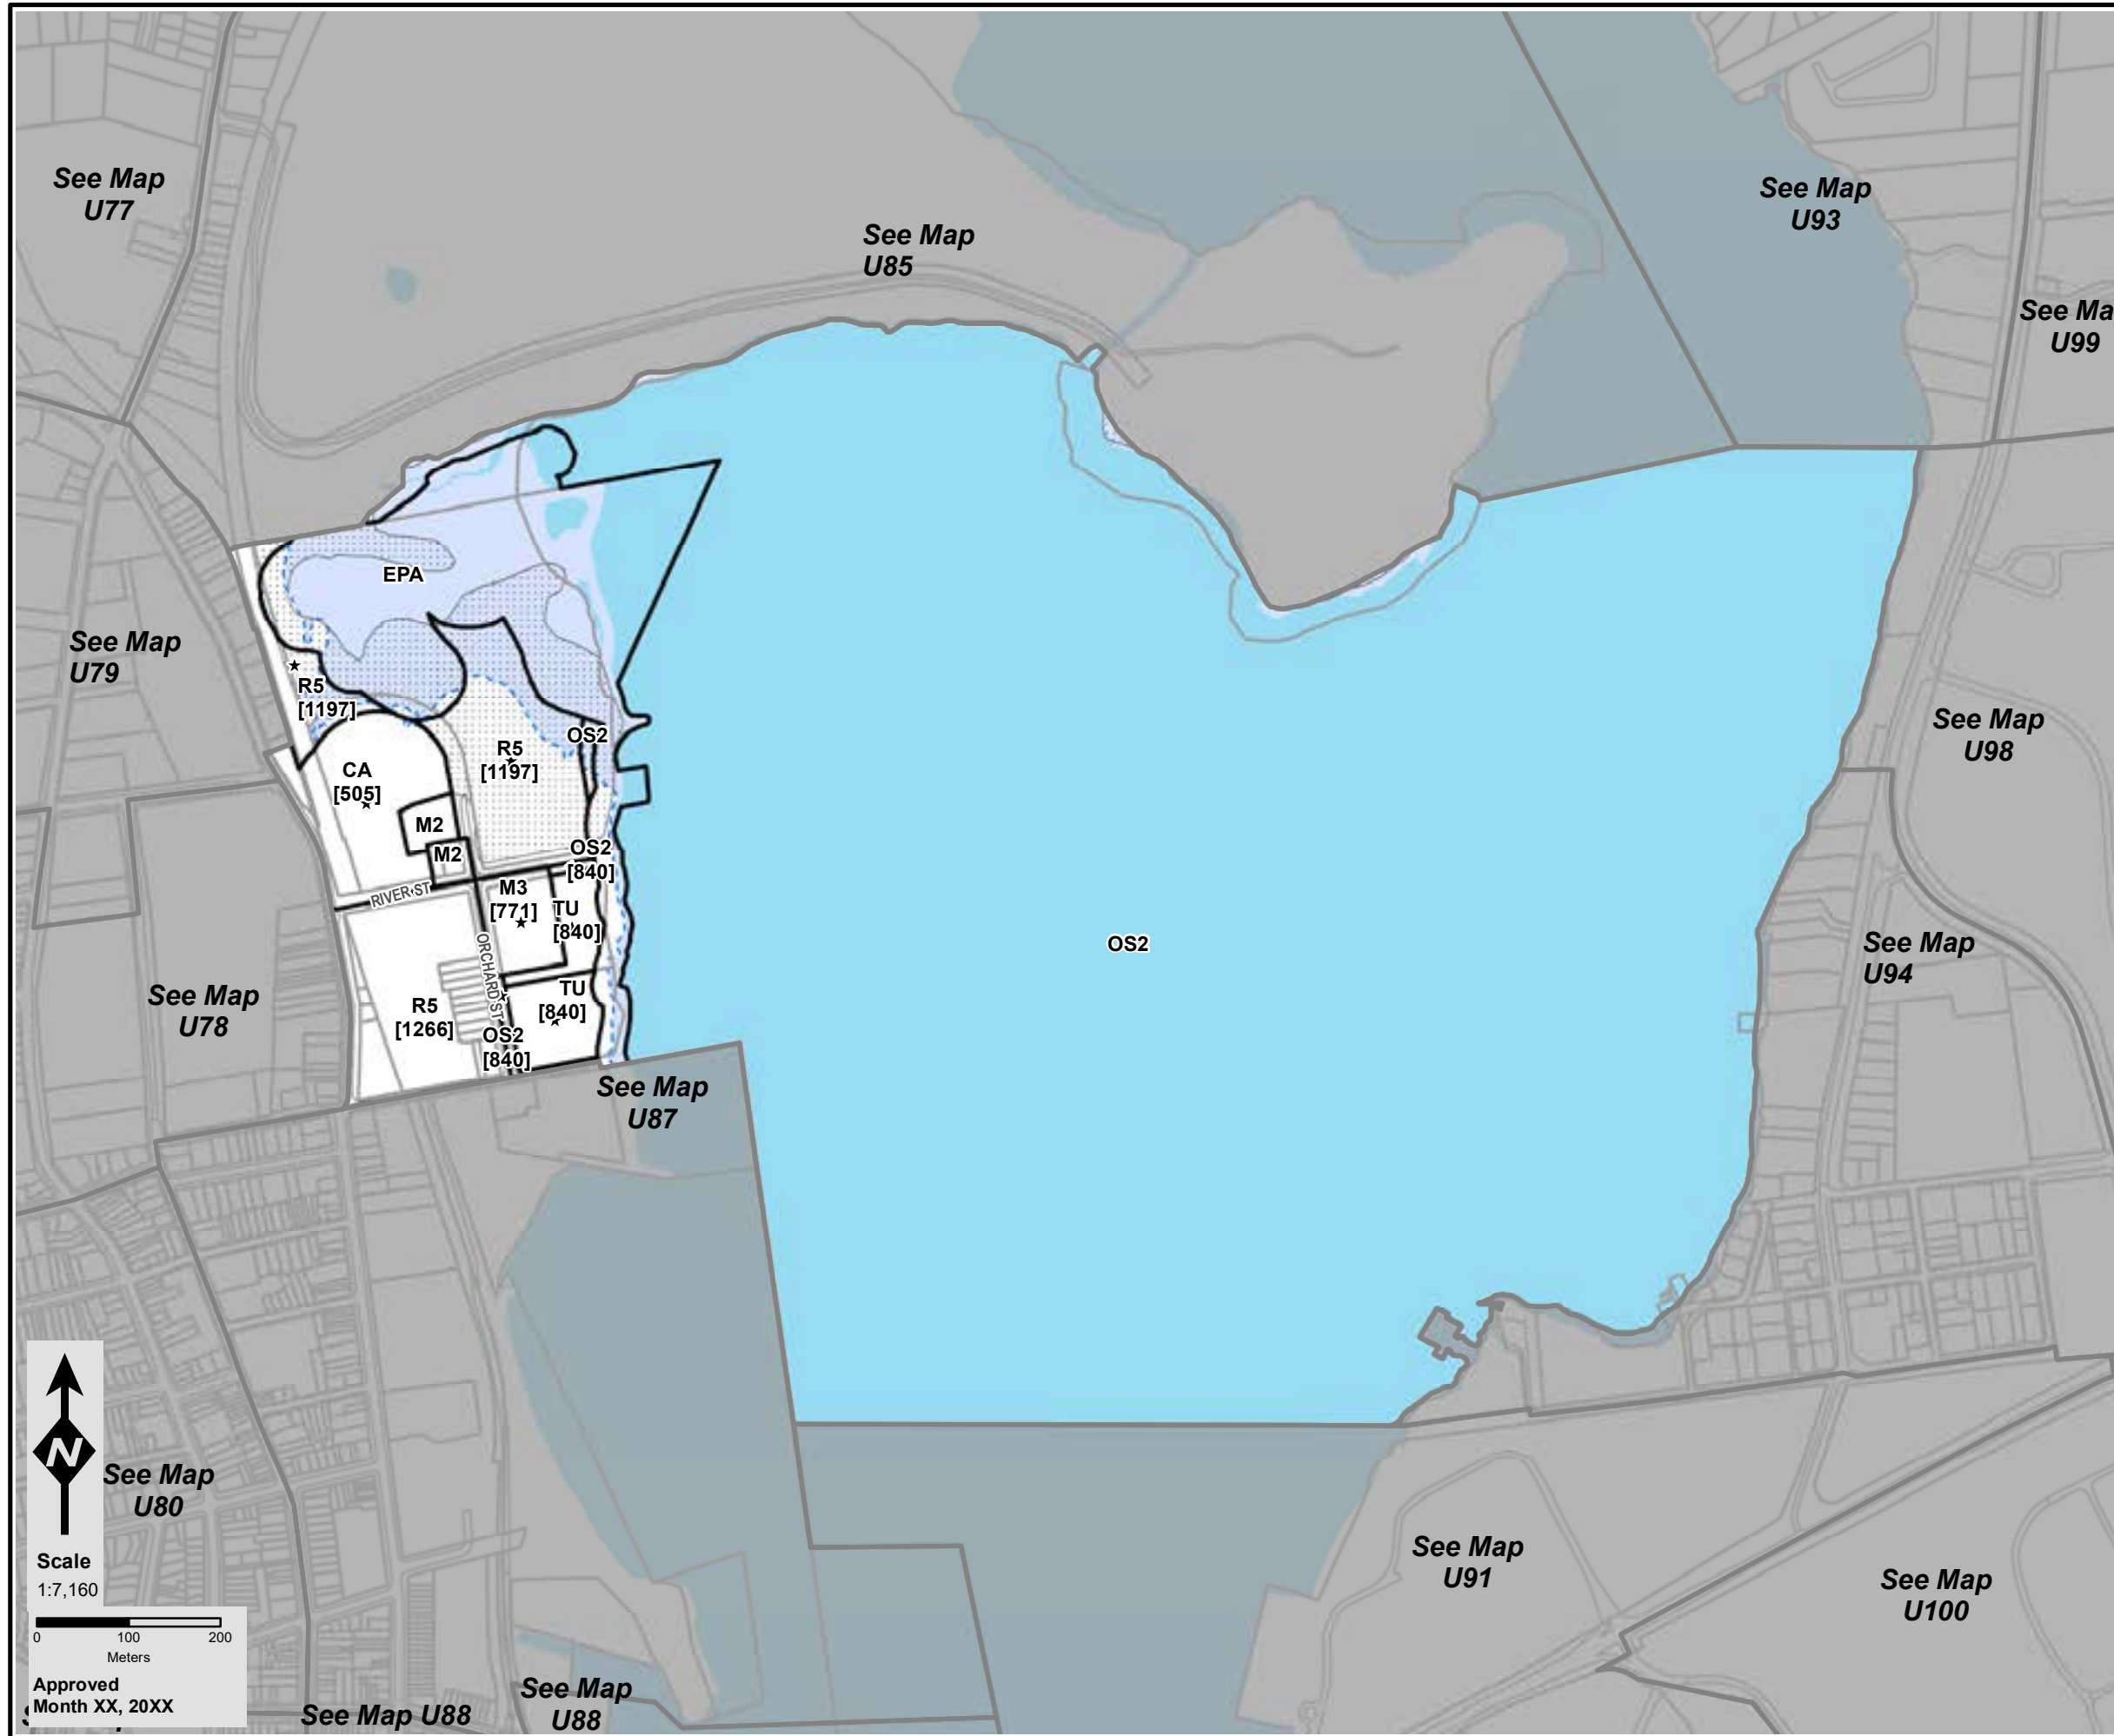 See Map
U77
See Map
U85
See Map
U93
See Ma
U99
EPA
See Map
U79
R5
[1197]
OS2
R5
[1197]
CA
[505]
M2
M2
OS2
[840]
RIVER ST
M3
[771]
TU
[840]
ORCHARD ST
R5
[1266]
TU
[840]
OS2
[840]
OS2
See Map
U98
See Map
U94
See Map
U78
See Map
U87
N
See Map
U80
Scale
1:7,160
0 100 200
Meters
Approved
Month XX, 20XX
See Map U88
See Map
U88
See Map
U91
See Map
U100